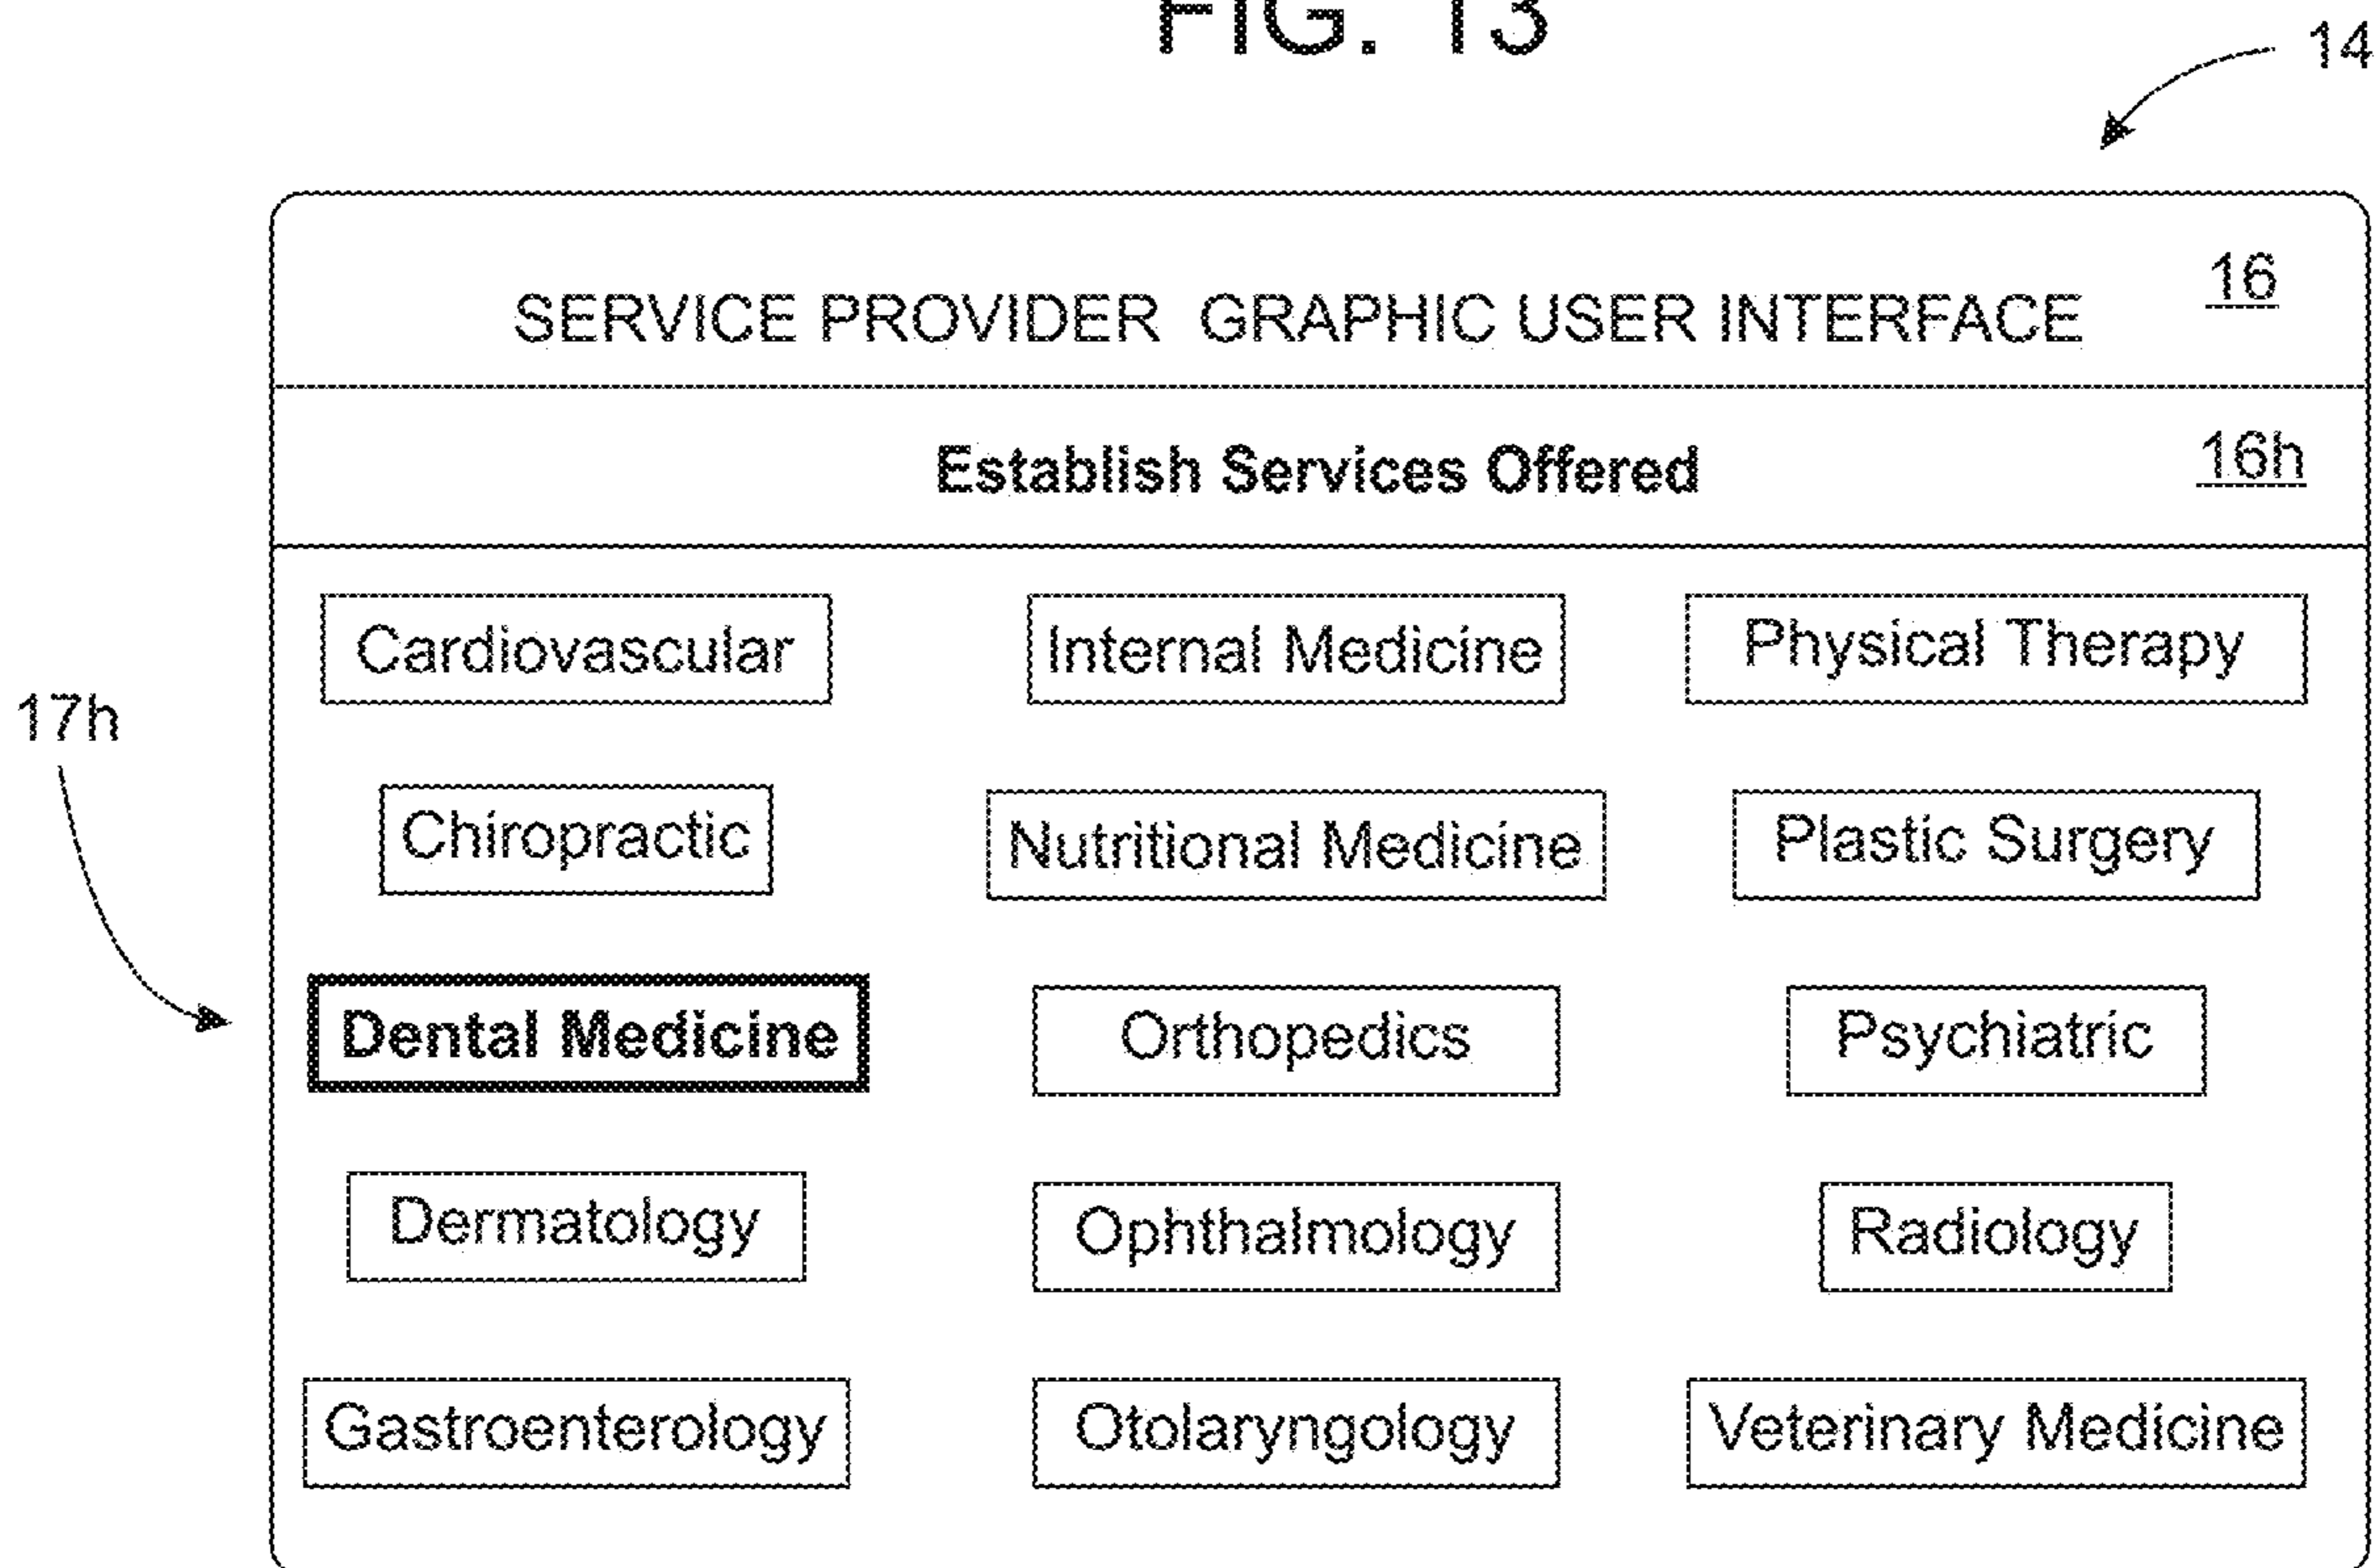 FIG. 13
14
SERVICE PROVIDER GRAPHIC USER INTERFACE
16
Establish Services Offered
16h
Cardiovascular
Internal Medicine
Physical Therapy
17h
Chiropractic
Nutritional Medicine
Plastic Surgery
Dental Medicine
Orthopedics
Psychiatric
Dermatology
Ophthalmology
Radiology
Gastroenterology
Otolaryngology
Veterinary Medicine